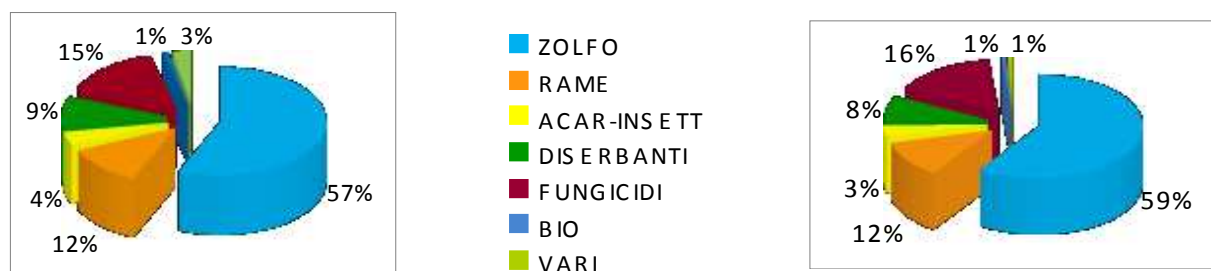 15%
1%
3%
9%
4%
12%
57%
ZOLFO
RAME
ACAR-INSETT
DISERBANTI
FUNGICIDI
BIO
VARI
16%
1%
1%
8%
3%
12%
59%